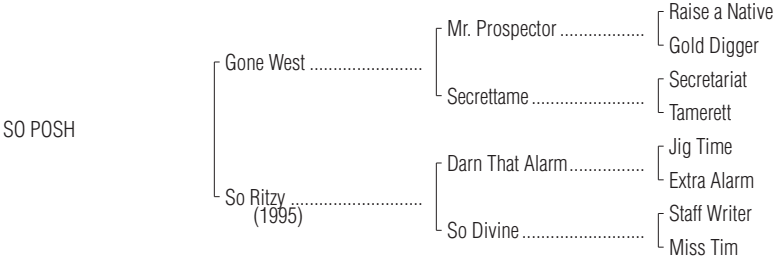 Raise a Native
Mr. Prospector ..................
Gold Digger
Gone West ........................
Secretariat
Secrettame ........................
Tamerett
SO POSH
Jig Time
Darn That Alarm................
Extra Alarm
So Ritzy ............................
(1995)
Staff Writer
So Divine ..........................
Miss Tim